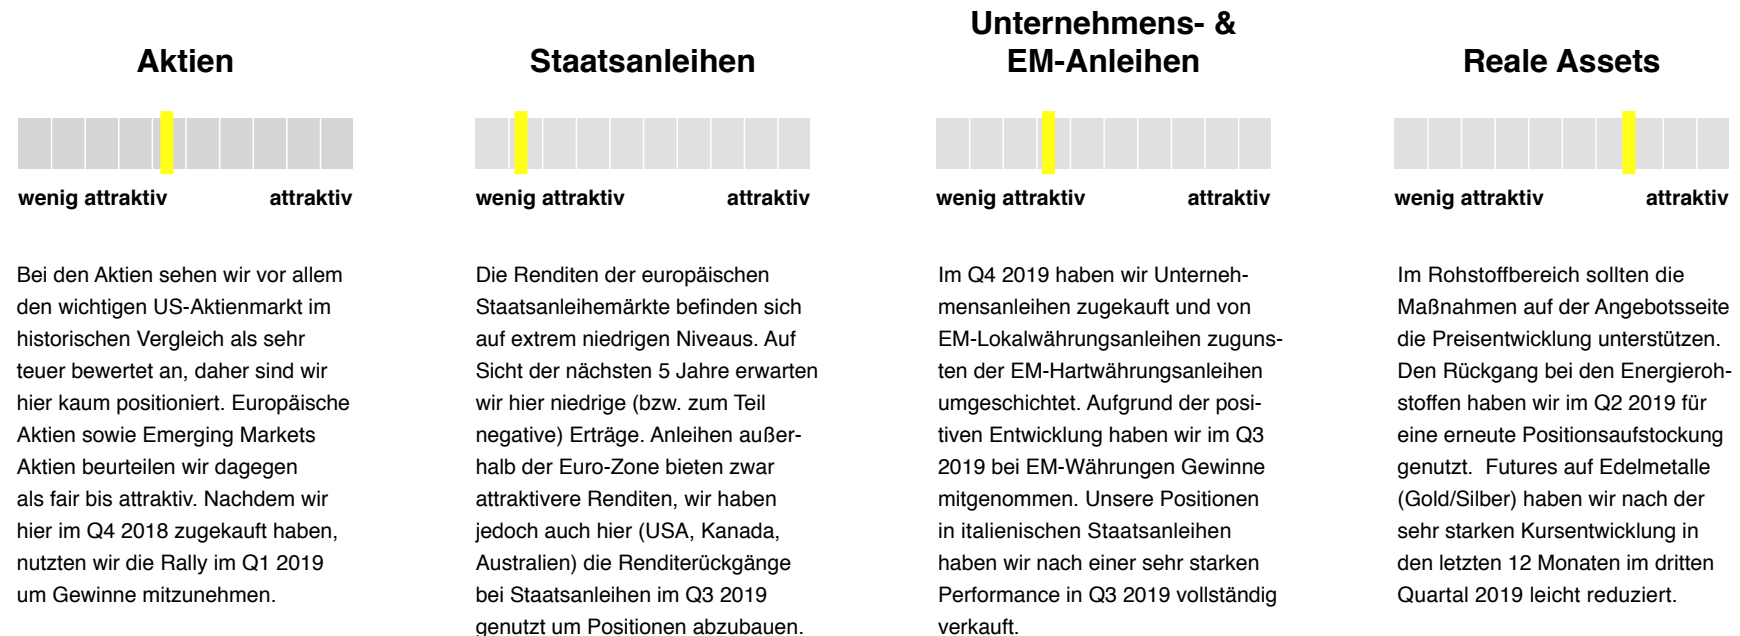 Aktien
wenig attraktiv attraktiv
Bei den Aktien sehen wir vor allem
den wichtigen US-Aktienmarkt im
historischen Vergleich als sehr
teuer bewertet an, daher sind wir
hier kaum positioniert. Europäische
Aktien sowie Emerging Markets
Aktien beurteilen wir dagegen
als fair bis attraktiv. Nachdem wir
hier im Q4 2018 zugekauft haben,
nutzten wir die Rally im Q1 2019
um Gewinne mitzunehmen.
Staatsanleihen
wenig attraktiv attraktiv
Die Renditen der europäischen
Staatsanleihemärkte befinden sich
auf extrem niedrigen Niveaus. Auf
Sicht der nächsten 5 Jahre erwarten
wir hier niedrige (bzw. zum Teil
negative) Erträge. Anleihen außer-
halb der Euro-Zone bieten zwar
attraktivere Renditen, wir haben
jedoch auch hier (USA, Kanada,
Australien) die Renditerückgänge
bei Staatsanleihen im Q3 2019
genutzt um Positionen abzubauen.
Unternehmens- &
EM-Anleihen
wenig attraktiv attraktiv
Im Q4 2019 haben wir Unterneh-
mensanleihen zugekauft und von
EM-Lokalwährungsanleihen zuguns-
ten der EM-Hartwährungsanleihen
umgeschichtet. Aufgrund der posi-
tiven Entwicklung haben wir im Q3
2019 bei EM-Währungen Gewinne
mitgenommen. Unsere Positionen
in italienischen Staatsanleihen
haben wir nach einer sehr starken
Performance in Q3 2019 vollständig
verkauft.
Reale Assets
wenig attraktiv attraktiv
Im Rohstoffbereich sollten die
Maßnahmen auf der Angebotsseite
die Preisentwicklung unterstützen.
Den Rückgang bei den Energieroh-
stoffen haben wir im Q2 2019 für
eine erneute Positionsaufstockung
genutzt.  Futures auf Edelmetalle
(Gold/Silber) haben wir nach der
sehr starken Kursentwicklung in
den letzten 12 Monaten im dritten
Quartal 2019 leicht reduziert.